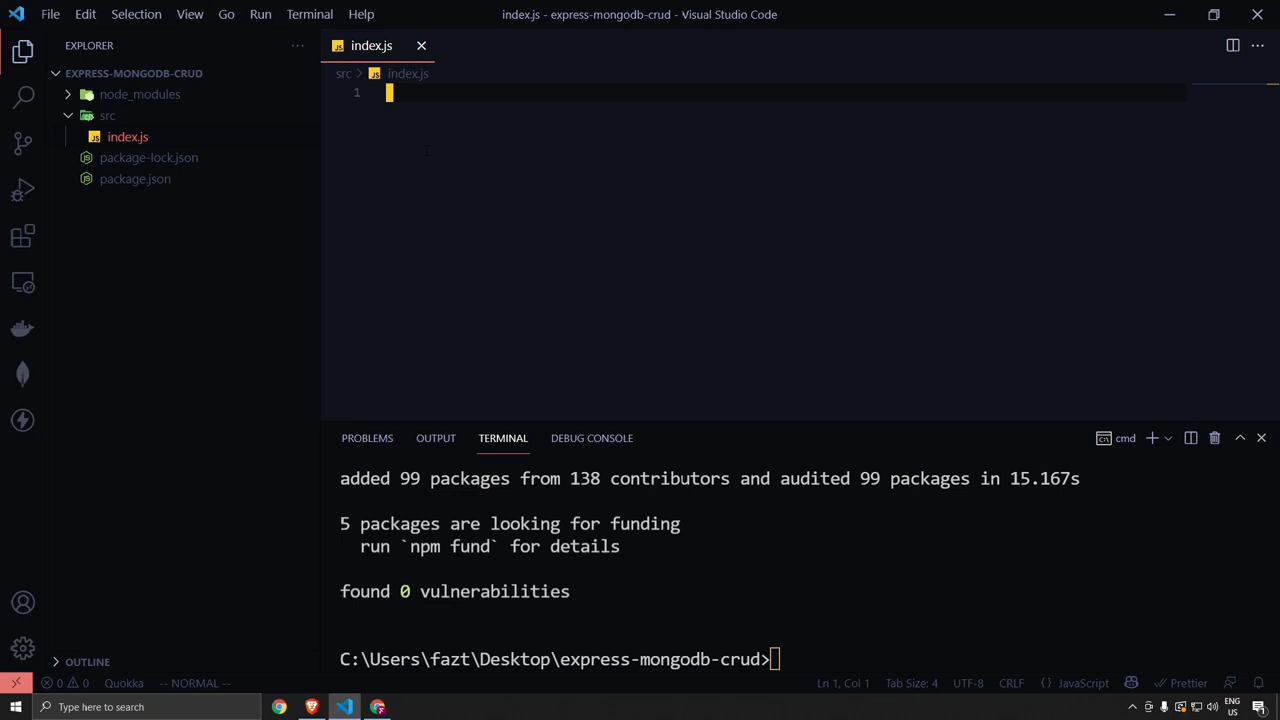 File Edit Selection View Go Run Terminal Help
index.js - express-mongodb-crud - Visual Studio Code
EXPLORER
EXPRESS-MONGODB-CRUD
node_modules
src
JS index.js
package-lock.json
package.json
OUTLINE
JS index.js
src JS index.js
1
PROBLEMS OUTPUT TERMINAL DEBUG CONSOLE
cmd
added 99 packages from 138 contributors and audited 99 packages in 15.167s
5 packages are looking for funding
run `npm fund` for details
found 0 vulnerabilities
C:\Users\fazt\Desktop\express-mongodb-crud>
0 0 Quokka -- NORMAL --
Ln 1, Col 1 Tab Size: 4 UTF-8 CRLF {} JavaScript Prettier
Type here to search
ENG
US